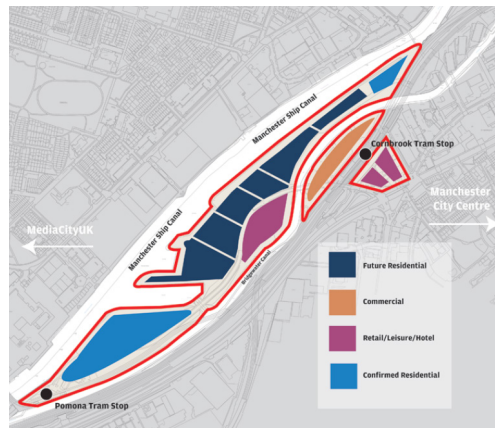 Manchester Ship Canal
Cornbrook Tram Stop
Manchester
City Centre
MediaCityUK
Manchester Ship Canal
Bridgewater Canal
Future Residential
Commercial
Retail/Leisure/Hotel
Confirmed Residential
Pomona Tram Stop